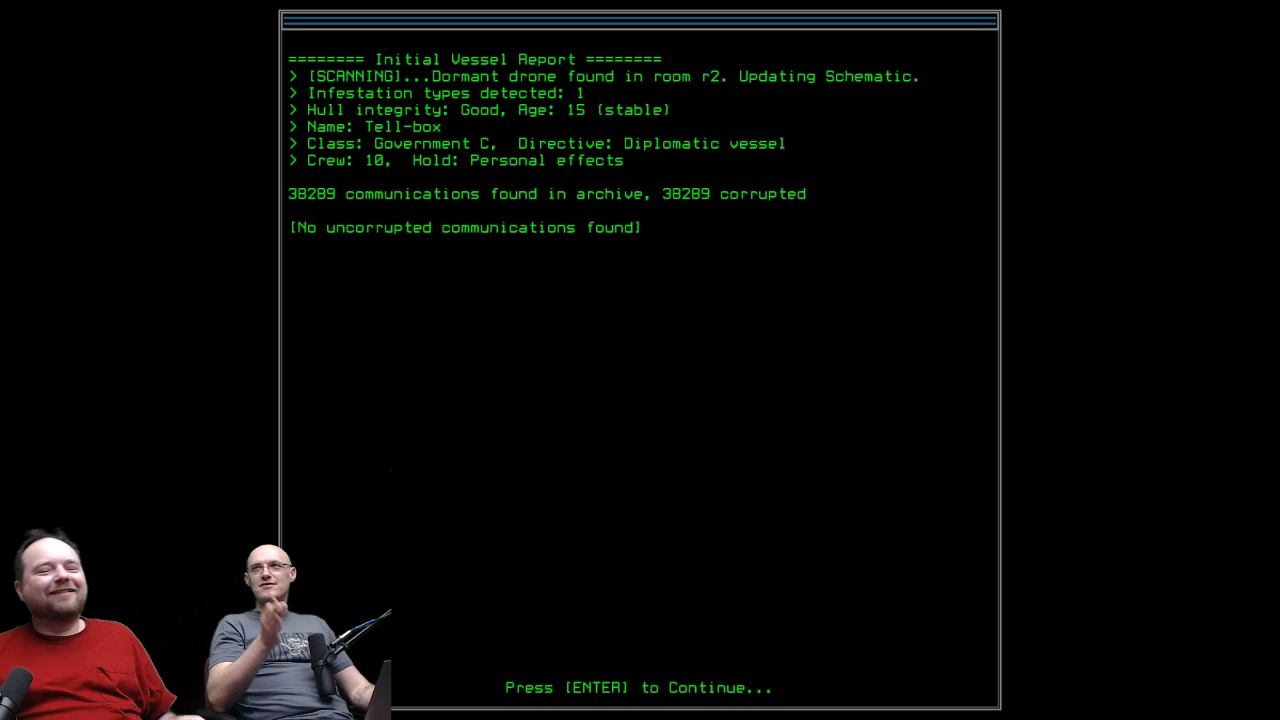 ======== Initial Vessel Report ========
> [SCANNING]...Dormant drone found in room r2. Updating Schematic.
> Infestation types detected: 1
> Hull integrity: Good, Age: 15 (stable)
> Name: Tell-box
> Class: Government C,  Directive: Diplomatic vessel
> Crew: 10,  Hold: Personal effects
38289 communications found in archive, 38289 corrupted
[No uncorrupted communications found]
Press [ENTER] to Continue...